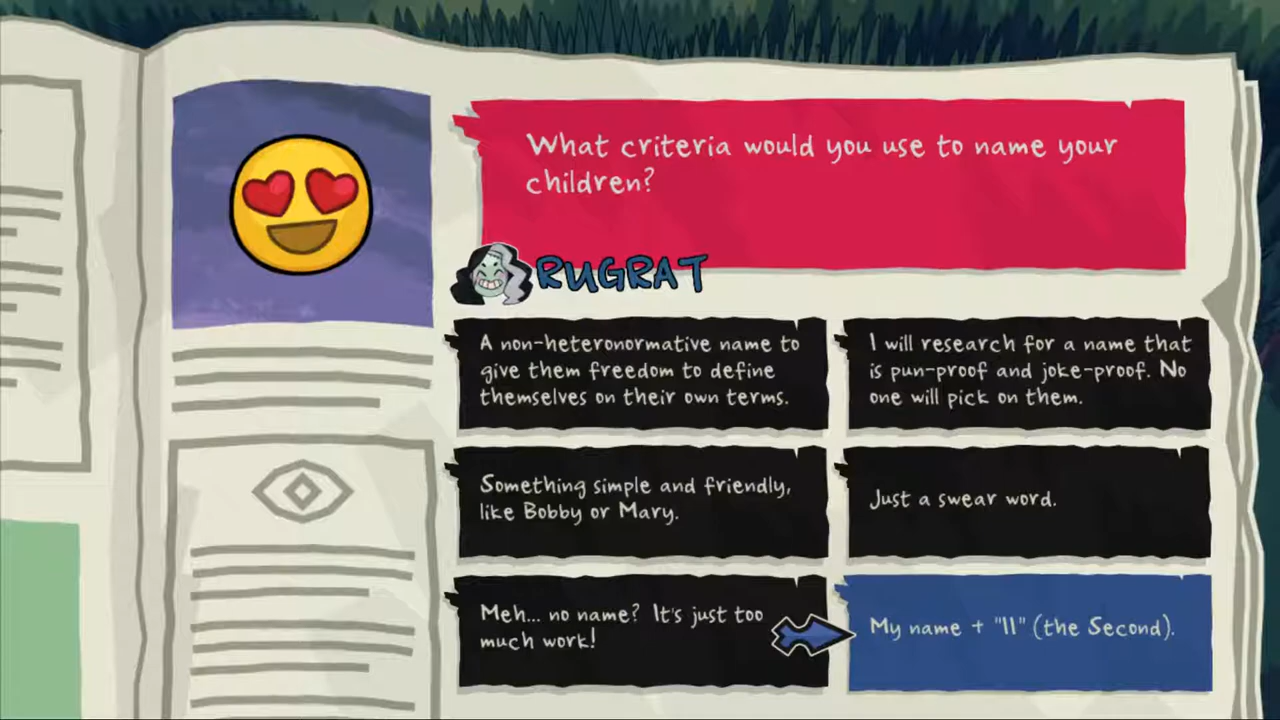 What criteria would you use to name your
children?
RUGRAT
A non-heteronormative name to
give them freedom to define
themselves on their own terms.
I will research for a name that
is pun-proof and joke-proof. No
one will pick on them.
Something simple and friendly,
like Bobby or Mary.
Just a swear word.
Meh... no name? It's just too
much work!
My name + "II" (the Second).